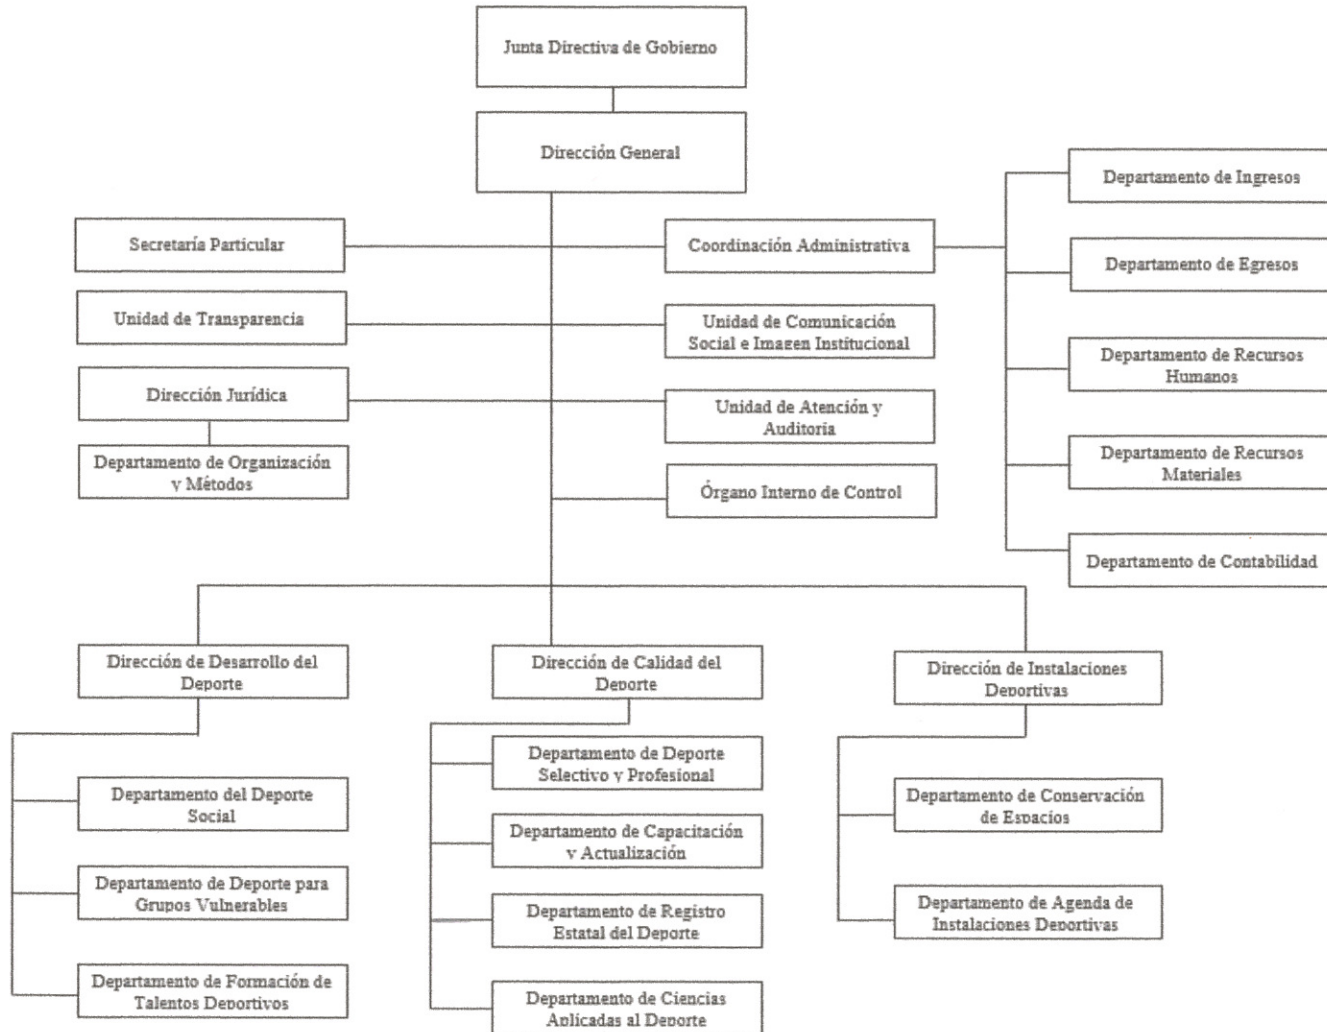 Junta Directiva de Gobierno
Dirección General
Departamento de Ingresos
Secretaría Particular
Coordinación Administrativa
Departamento de Egresos
Unidad de Transparencia
Unidad de Comunicación
Social e Imagen Institucional
Departamento de Recursos
Humanos
Dirección Jurídica
Unidad de Atención y
Auditoria
Departamento de Organización
y Métodos
Departamento de Recursos
Materiales
Órgano Interno de Control
Departamento de Contabilidad
Dirección de Desarrollo del
Deporte
Dirección de Calidad del
Deporte
Dirección de Instalaciones
Deportivas
Departamento del Deporte
Social
Departamento de Deporte para
Grupos Vulnerables
Departamento de Formación de
Talentos Deportivos
Departamento de Deporte
Selectivo y Profesional
Departamento de Capacitación
y Actualización
Departamento de Registro
Estatal del Deporte
Departamento de Ciencias
Aplicadas al Deporte
Departamento de Conservación
de Espacios
Departamento de Agenda de
Instalaciones Deportivas